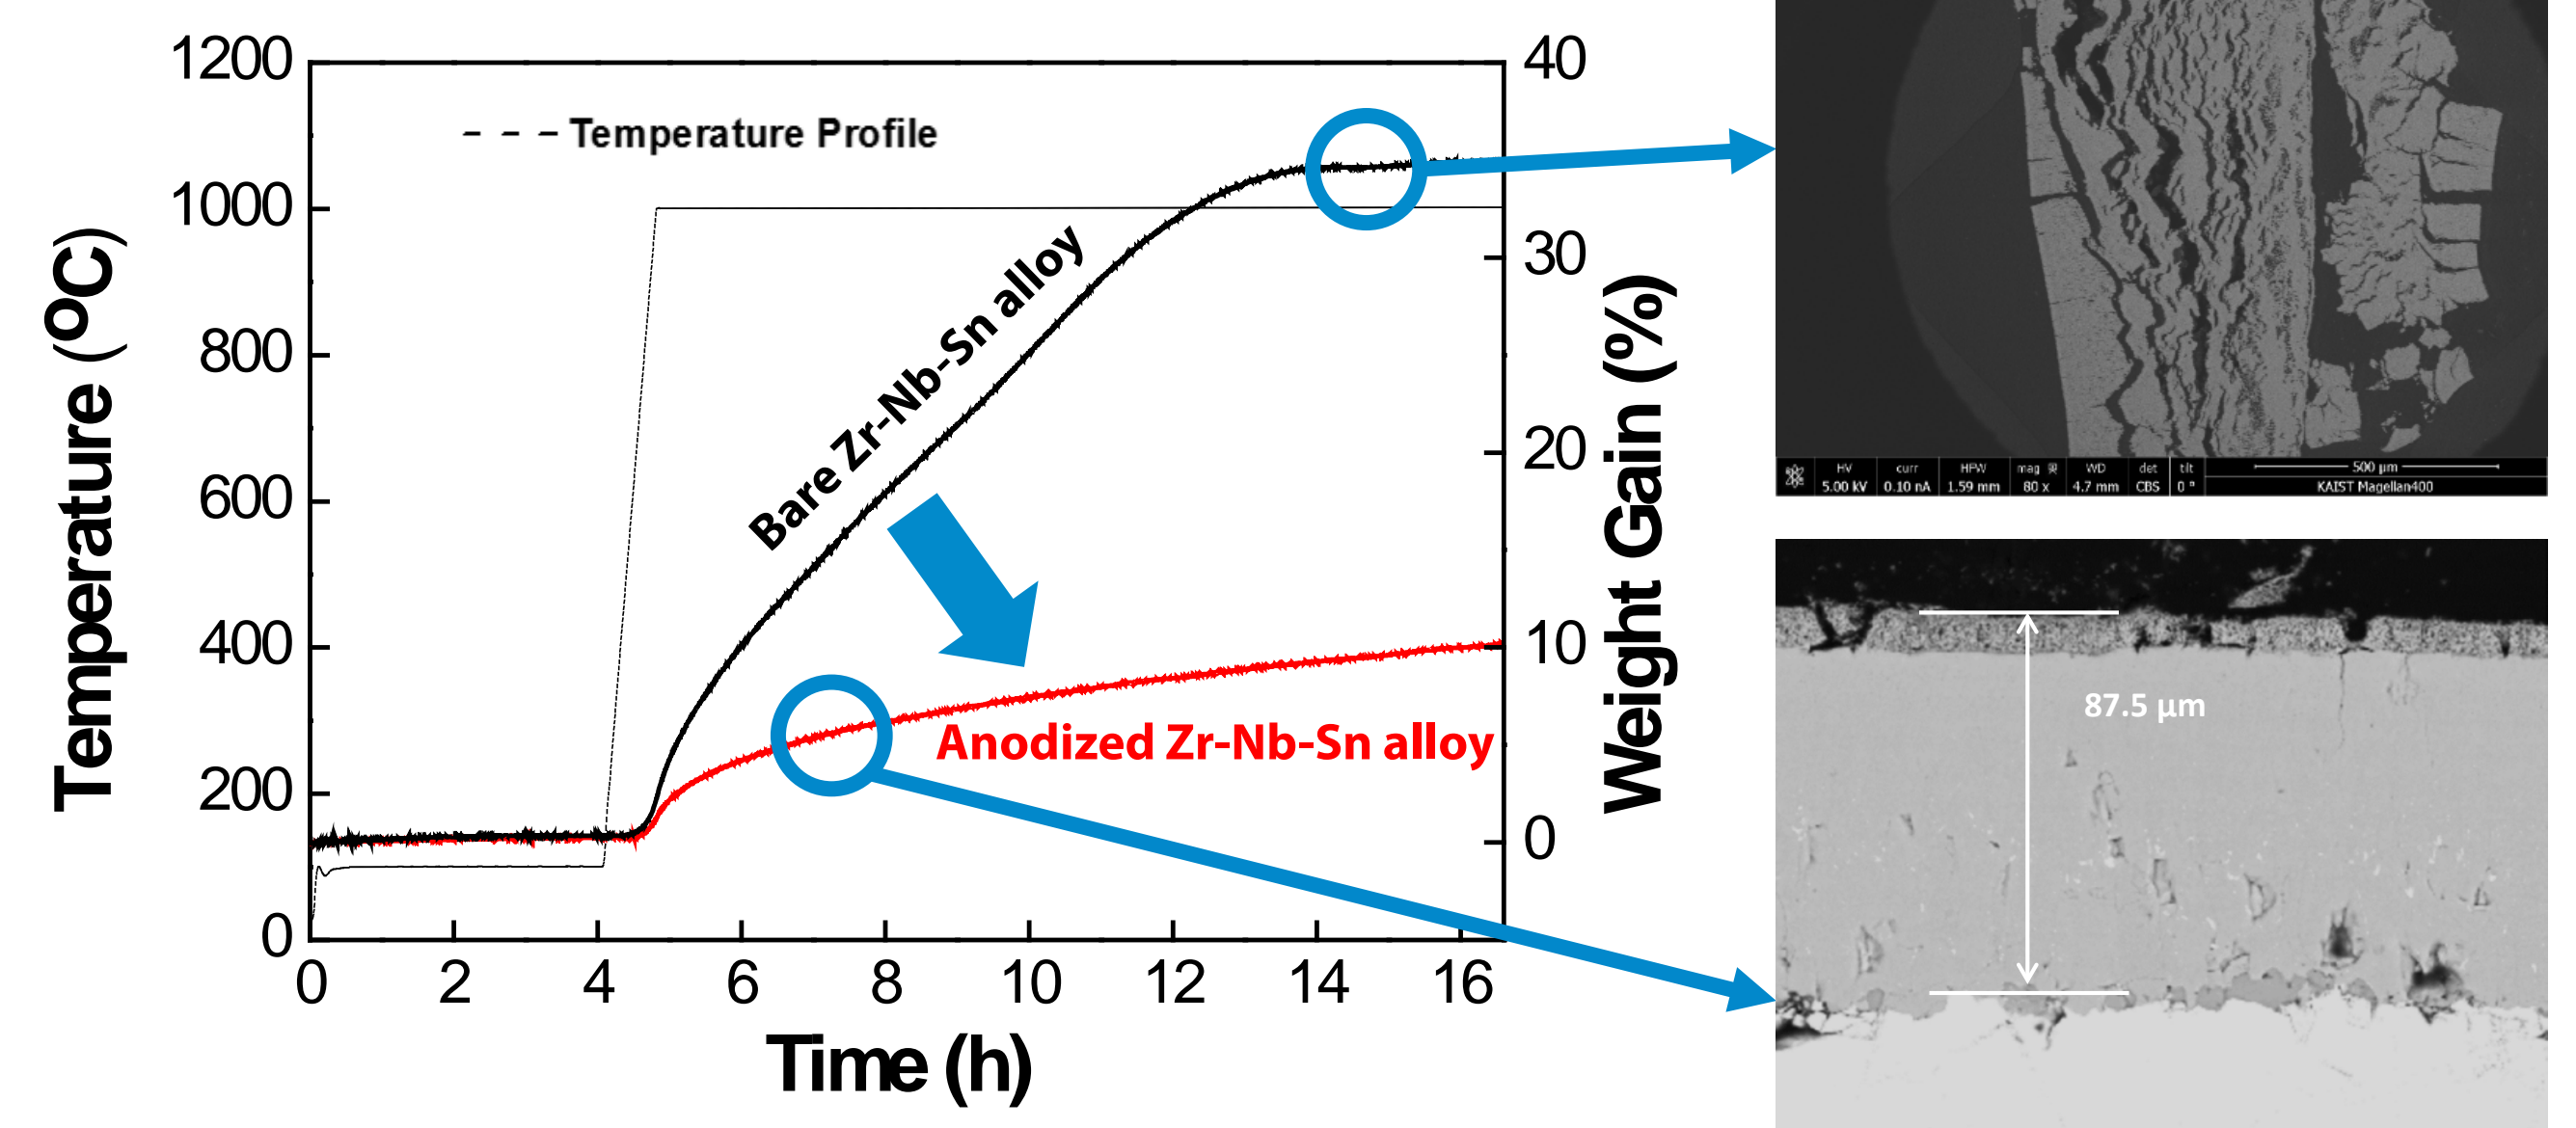 1200
1000
800
600
400
200
0
Temperature (ºC)
--- Temperature Profile
Bare Zr-Nb-Sn alloy
Anodized Zr-Nb-Sn alloy
40
30
20
10
0
Weight Gain (%)
0 2 4 6 8 10 12 14 16
Time (h)
HV curr HFW mag WD det tilt 500 µm
5.00 kV 0.10 nA 1.59 mm 80 x 4.7 mm CBS 0 ° KAIST Magellan400
87.5 µm